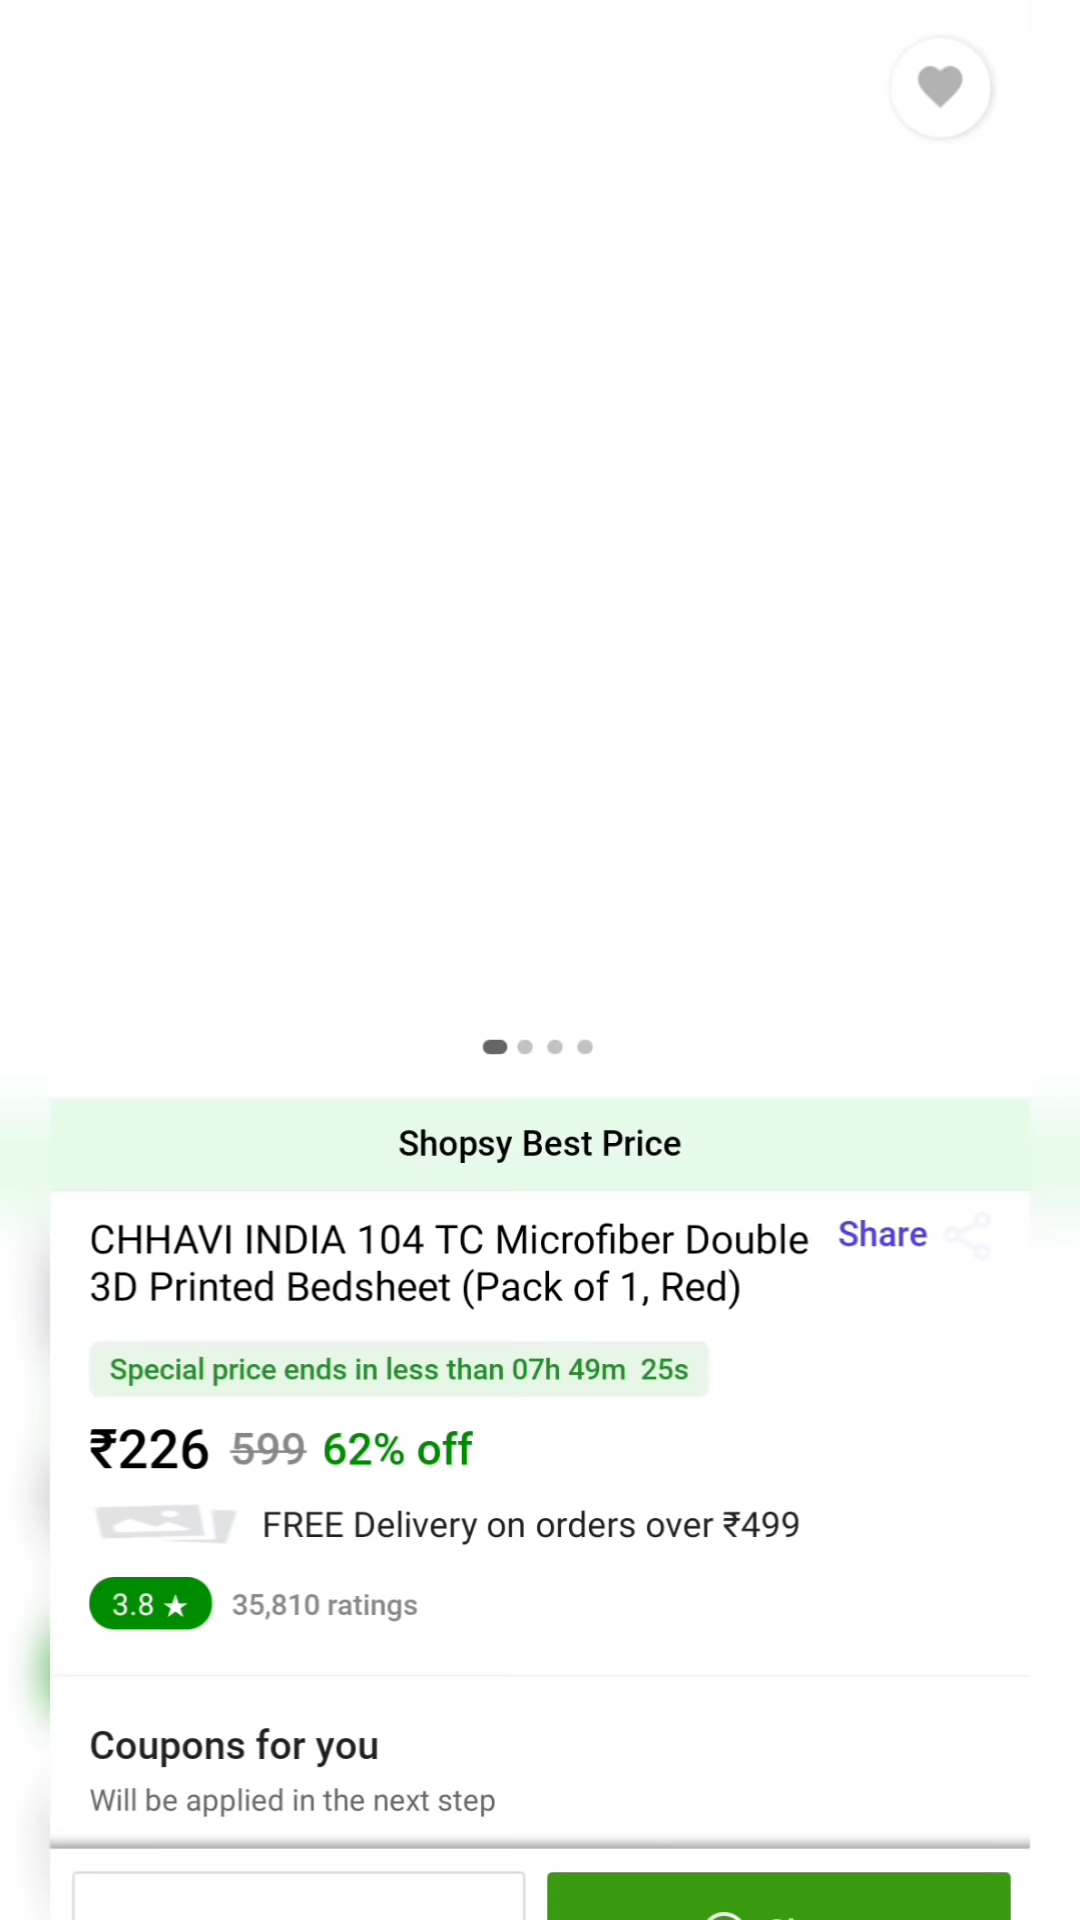 Shopsy Best Price
CHHAVI INDIA 104 TC Microfiber Double
3D Printed Bedsheet (Pack of 1, Red)
Share
Special price ends in less than 07h 49m 25s
₹226 599 62% off
FREE Delivery on orders over ₹499
3.8 ★ 35,810 ratings
Coupons for you
Will be applied in the next step